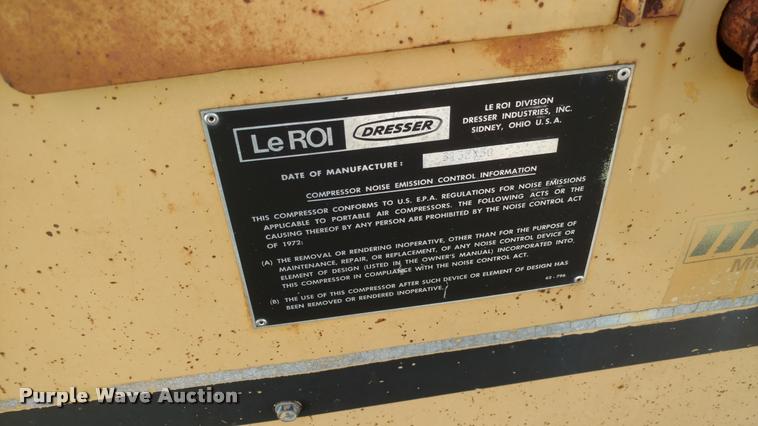 Le ROI DRESSER
LE ROI DIVISION
DRESSER INDUSTRIES, INC.
SIDNEY, OHIO U.S.A.
DATE OF MANUFACTURE:
COMPRESSOR NOISE EMISSION CONTROL INFORMATION
THIS COMPRESSOR CONFORMS TO U.S. E.P.A. REGULATIONS FOR NOISE EMISSIONS
APPLICABLE TO PORTABLE AIR COMPRESSORS. THE FOLLOWING ACTS OR THE
CAUSING THEREOF BY ANY PERSON ARE PROHIBITED BY THE NOISE CONTROL ACT
OF 1972:
(A) THE REMOVAL OR RENDERING INOPERATIVE, OTHER THAN FOR THE PURPOSE OF
MAINTENANCE, REPAIR, OR REPLACEMENT, OF ANY NOISE CONTROL DEVICE OR
ELEMENT OF DESIGN (LISTED IN THE OWNER'S MANUAL) INCORPORATED INTO,
THIS COMPRESSOR IN COMPLIANCE WITH THE NOISE CONTROL ACT.
(B) THE USE OF THIS COMPRESSOR AFTER SUCH DEVICE OR ELEMENT OF DESIGN HAS
BEEN REMOVED OR RENDERED INOPERATIVE.
42-796
Purple Wave Auction